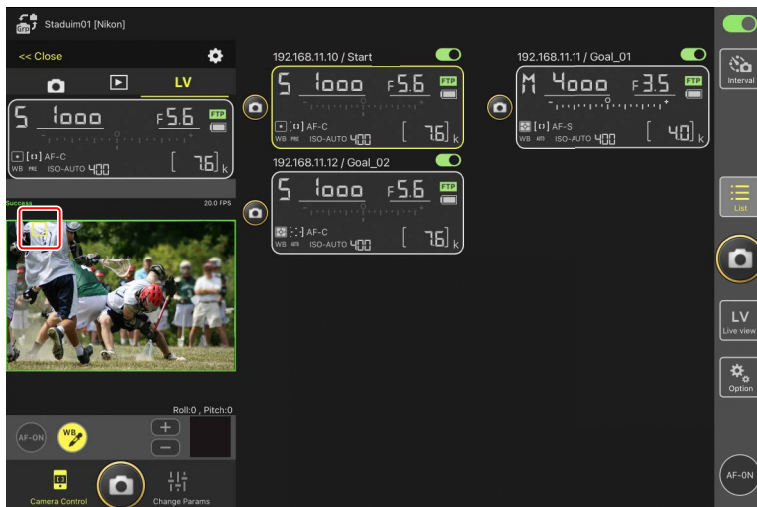 Grp
Staduim01 [Nikon]
<< Close
LV
S 1000 F5.6 FTP
[ ] AF-C
WB PRE ISO-AUTO 400 [ 7.6] k
Success 20.0 FPS
Roll:0 , Pitch:0
AF-ON
WB
Camera Control
Change Params
192.168.11.10 / Start
S 1000 F5.6 FTP
[ ] AF-C
WB PRE ISO-AUTO 400 [ 7.6] k
192.168.11.11 / Goal_01
M 4000 F3.5 FTP
- +
[ ] AF-S
WB ISO-AUTO 400 [ 4.0] k
192.168.11.12 / Goal_02
S 1000 F5.6 FTP
AF-C
WB ISO-AUTO 400 [ 7.6] k
Interval
List
LV
Live view
Option
AF-ON